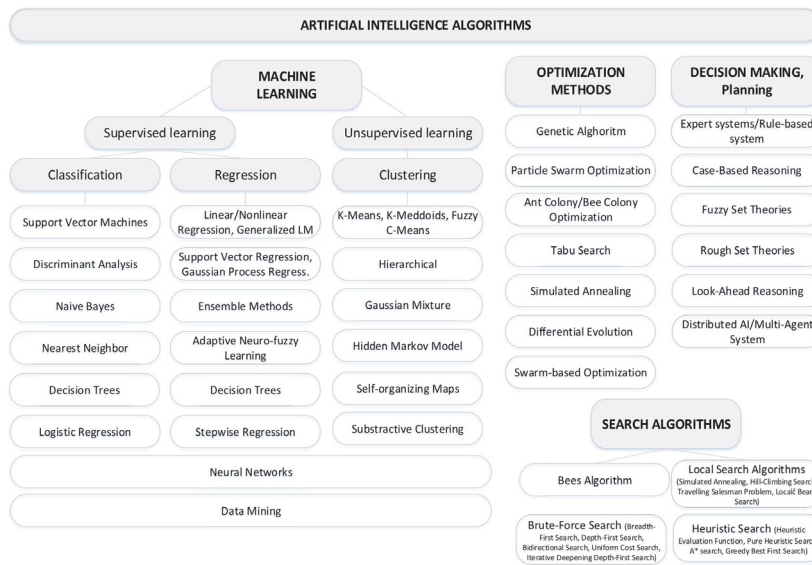 ARTIFICIAL INTELLIGENCE ALGORITHMS
MACHINE
LEARNING
Supervised learning
Unsupervised learning
Classification
Regression
Clustering
Support Vector Machines
Discriminant Analysis
Naive Bayes
Nearest Neighbor
Decision Trees
Logistic Regression
Linear/Nonlinear
Regression, Generalized LM
Support Vector Regression,
Gaussian Process Regress.
Ensemble Methods
Adaptive Neuro-fuzzy
Learning
Decision Trees
Stepwise Regression
K-Means, K-Meddoids, Fuzzy
C-Means
Hierarchical
Gaussian Mixture
Hidden Markov Model
Self-organizing Maps
Substractive Clustering
Neural Networks
Data Mining
OPTIMIZATION
METHODS
Genetic Alghoritm
Particle Swarm Optimization
Ant Colony/Bee Colony
Optimization
Tabu Search
Simulated Annealing
Differential Evolution
Swarm-based Optimization
DECISION MAKING,
Planning
Expert systems/Rule-based
system
Case-Based Reasoning
Fuzzy Set Theories
Rough Set Theories
Look-Ahead Reasoning
Distributed AI/Multi-Agent
System
SEARCH ALGORITHMS
Bees Algorithm
Local Search Algorithms
(Simulated Annealing, Hill-Climbing Searc
Travelling Salesman Problem, Localč Bear
Search)
Brute-Force Search (Breadth-
First Search, Depth-First Search,
Bidirectional Search, Uniform Cost Search,
Iterative Deepening Depth-First Search)
Heuristic Search (Heuristic
Evaluation Function, Pure Heuristic Searc
A* search, Greedy Best First Search)